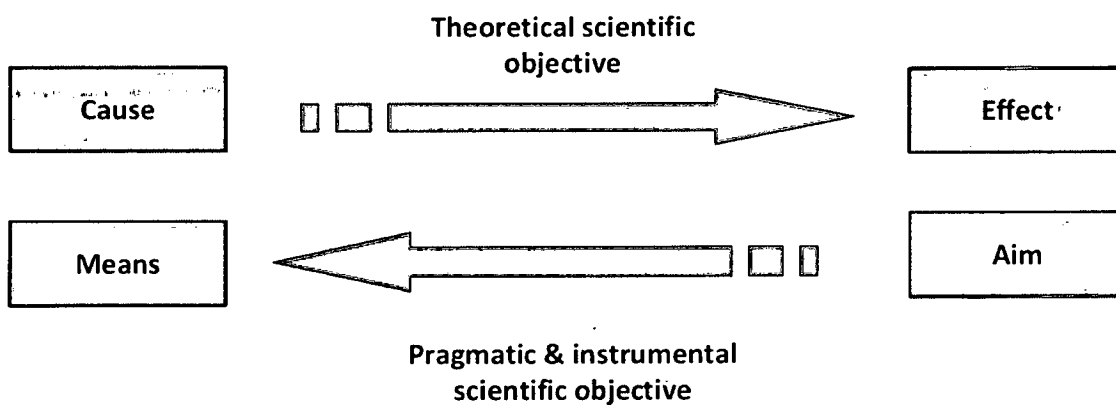 Theoretical scientific
objective
Cause
Effect
Means
Aim
Pragmatic & instrumental
scientific objective